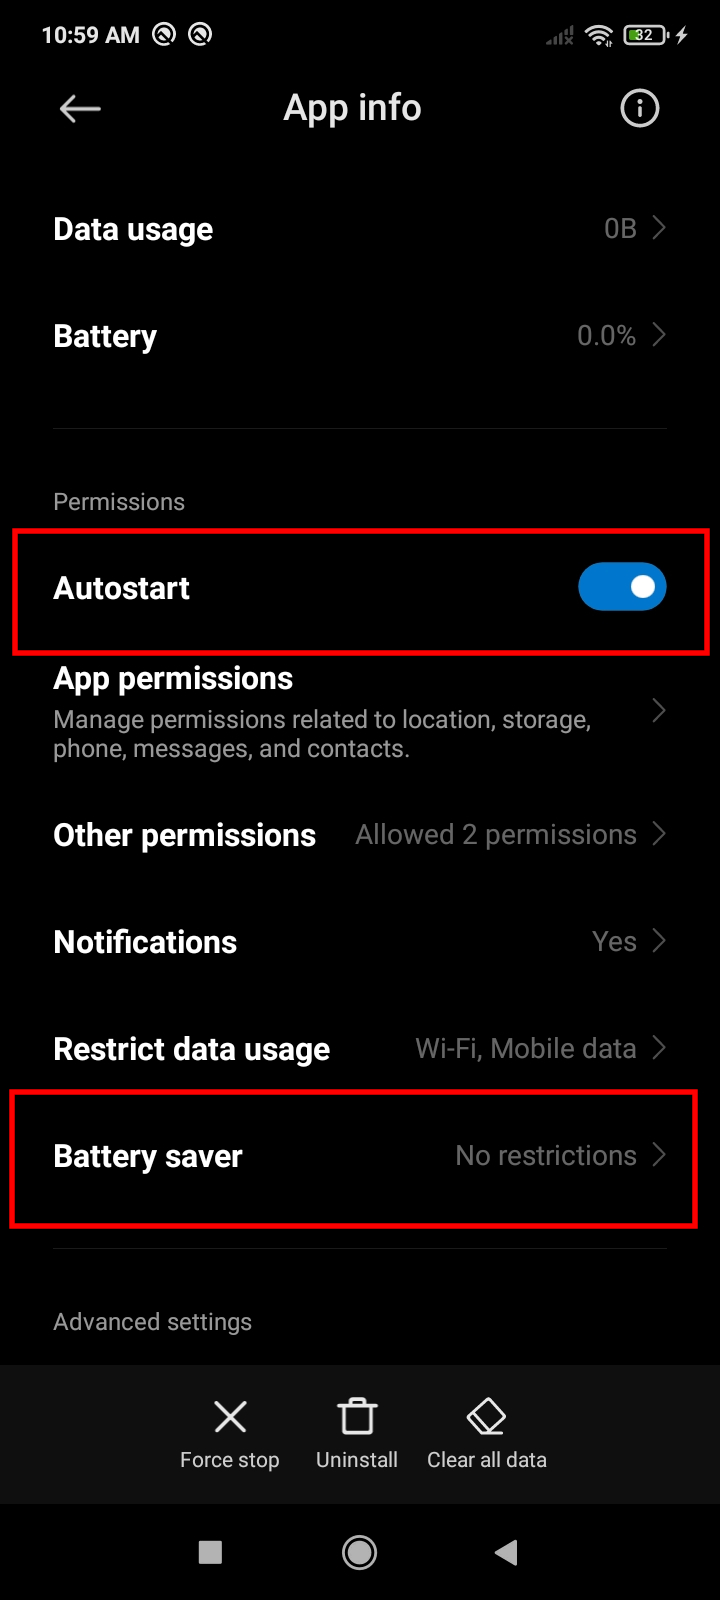 10:59 AM
32
App info
Data usage 0B
Battery 0.0%
Permissions
Autostart
App permissions
Manage permissions related to location, storage,
phone, messages, and contacts.
Other permissions Allowed 2 permissions
Notifications Yes
Restrict data usage Wi-Fi, Mobile data
Battery saver No restrictions
Advanced settings
Force stop Uninstall Clear all data